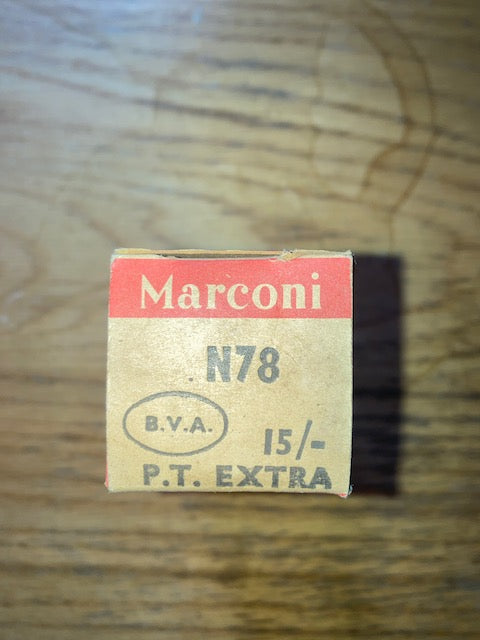 Marconi
N78
B.V.A.
15/-
P.T. EXTRA